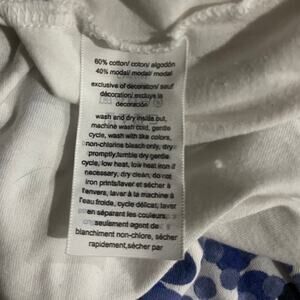 60% cotton/ coton/ algodón
40% modal/ modal/ modal
exclusive of decoration/ sauf
décoration/ excluye la
decoración
wash and dry inside out,
machine wash cold, gentle
cycle, wash with like colors,
non-chlorine bleach only, dry
promptly,tumble dry gentle
cycle, low heat, low heat iron if
necessary, dry clean, do not
iron prints/laver et sécher à
l'envers, laver à la machine à
l'eau froide, cycle délicat, laver
en séparant les couleurs,
seulement agent de
blanchiment non-chlore, sécher
rapidement,sécher par